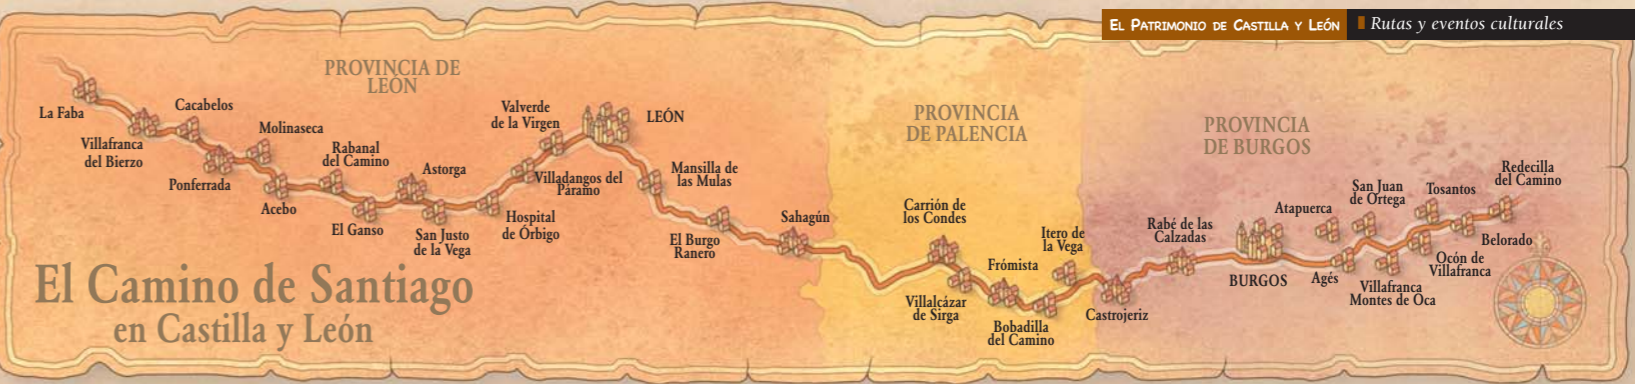 EL PATRIMONIO DE CASTILLA Y LEÓN
Rutas y eventos culturales
PROVINCIA DE
LEÓN
PROVINCIA
DE PALENCIA
PROVINCIA
DE BURGOS
La Faba
Villafranca
del Bierzo
Cacabelos
Ponferrada
Molinaseca
Acebo
Rabanal
del Camino
El Ganso
Astorga
San Justo
de la Vega
Hospital
de Órbigo
Villadangos del
Páramo
Valverde
de la Virgen
LEÓN
Mansilla de
las Mulas
El Burgo
Ranero
Sahagún
Carrión de
los Condes
Villalcázar
de Sirga
Frómista
Bobadilla
del Camino
Itero de
la Vega
Castrojeriz
Rabé de las
Calzadas
BURGOS
Atapuerca
Agés
San Juan
de Ortega
Villafranca
Montes de Oca
Ocón de
Villafranca
Tosantos
Belorado
Redecilla
del Camino
El Camino de Santiago
en Castilla y León